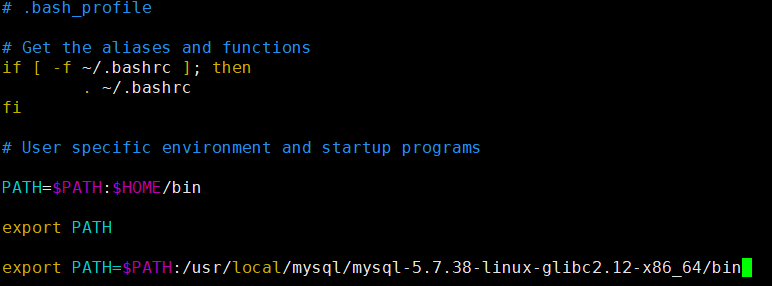 # .bash_profile
# Get the aliases and functions
if [ -f ~/.bashrc ]; then
        . ~/.bashrc
fi
# User specific environment and startup programs
PATH=$PATH:$HOME/bin
export PATH
export PATH=$PATH:/usr/local/mysql/mysql-5.7.38-linux-glibc2.12-x86_64/bin